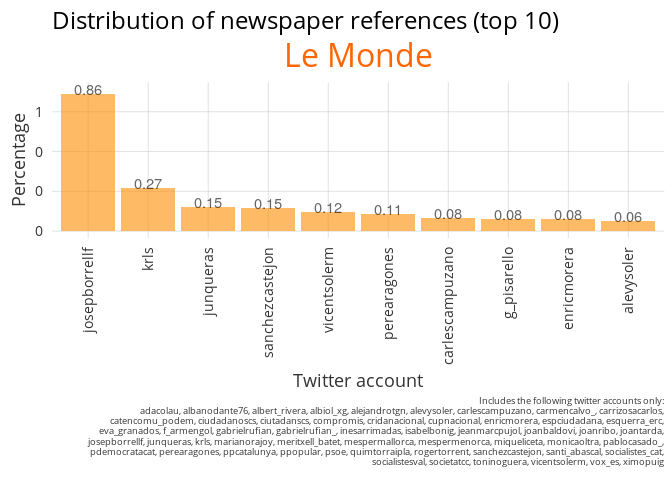 Distribution of newspaper references (top 10)
Le Monde
Percentage
1
0
0
0
0.86
0.27
0.15
0.15
0.12
0.11
0.08
0.08
0.08
0.06
josepborrellf
krls
junqueras
sanchezcastejon
vicentsolerm
perearagones
carlescampuzano
g_pisarello
enricmorera
alevysoler
Twitter account
Includes the following twitter accounts only:
adacolau, albanodante76, albert_rivera, albiol_xg, alejandrotgn, alevysoler, carlescampuzano, carmencalvo_, carrizosacarlos,
catencomu_podem, ciudadanoscs, ciutadanscs, compromis, cridanacional, cupnacional, enricmorera, espciudadana, esquerra_erc,
eva_granados, f_armengol, gabrielrufian, gabrielrufian_, inesarrimadas, isabelbonig, jeanmarcpujol, joanbaldovi, joanribo, joantarda,
josepborrellf, junqueras, krls, marianorajoy, meritxell_batet, mespermallorca, mespermenorca, miqueliceta, monicaoltra, pablocasado_,
pdemocratacat, perearagones, ppcatalunya, ppopular, psoe, quimtorraipla, rogertorrent, sanchezcastejon, santi_abascal, socialistes_cat,
socialistesval, societatcc, toninoguera, vicentsolerm, vox_es, ximopuig